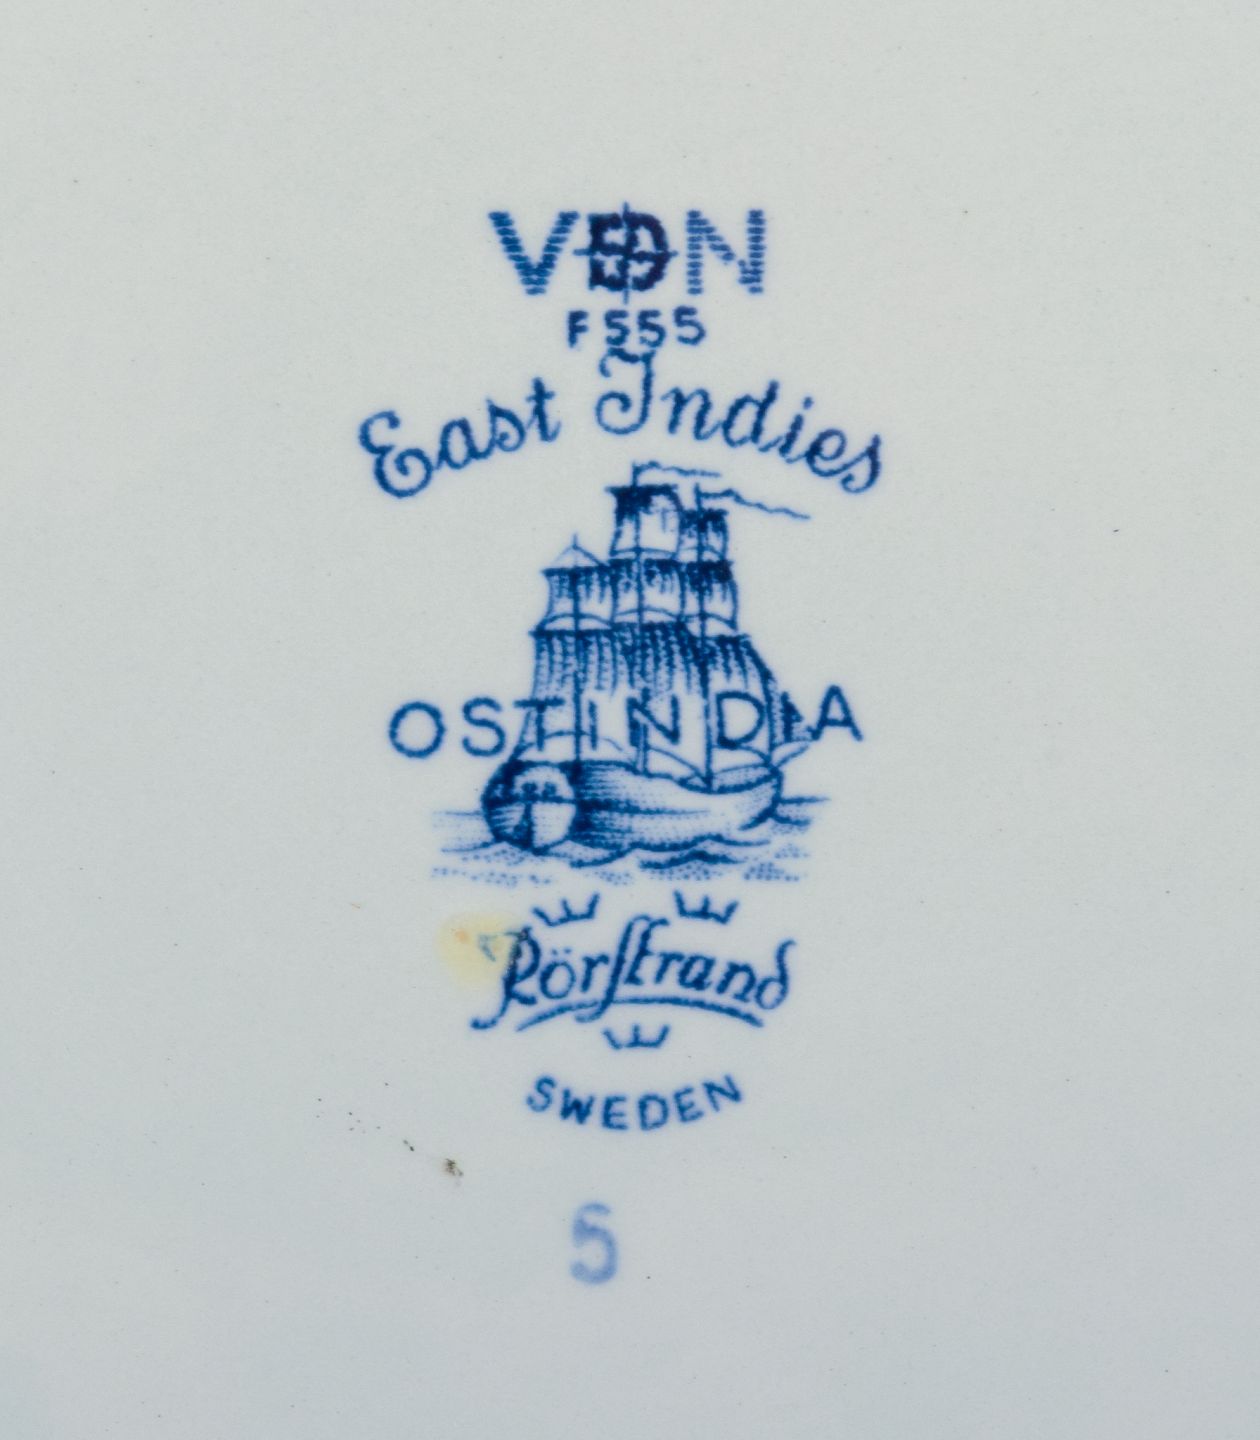 VDN
F555
East Indies
OSTINDIA
Rörstrand
SWEDEN
5